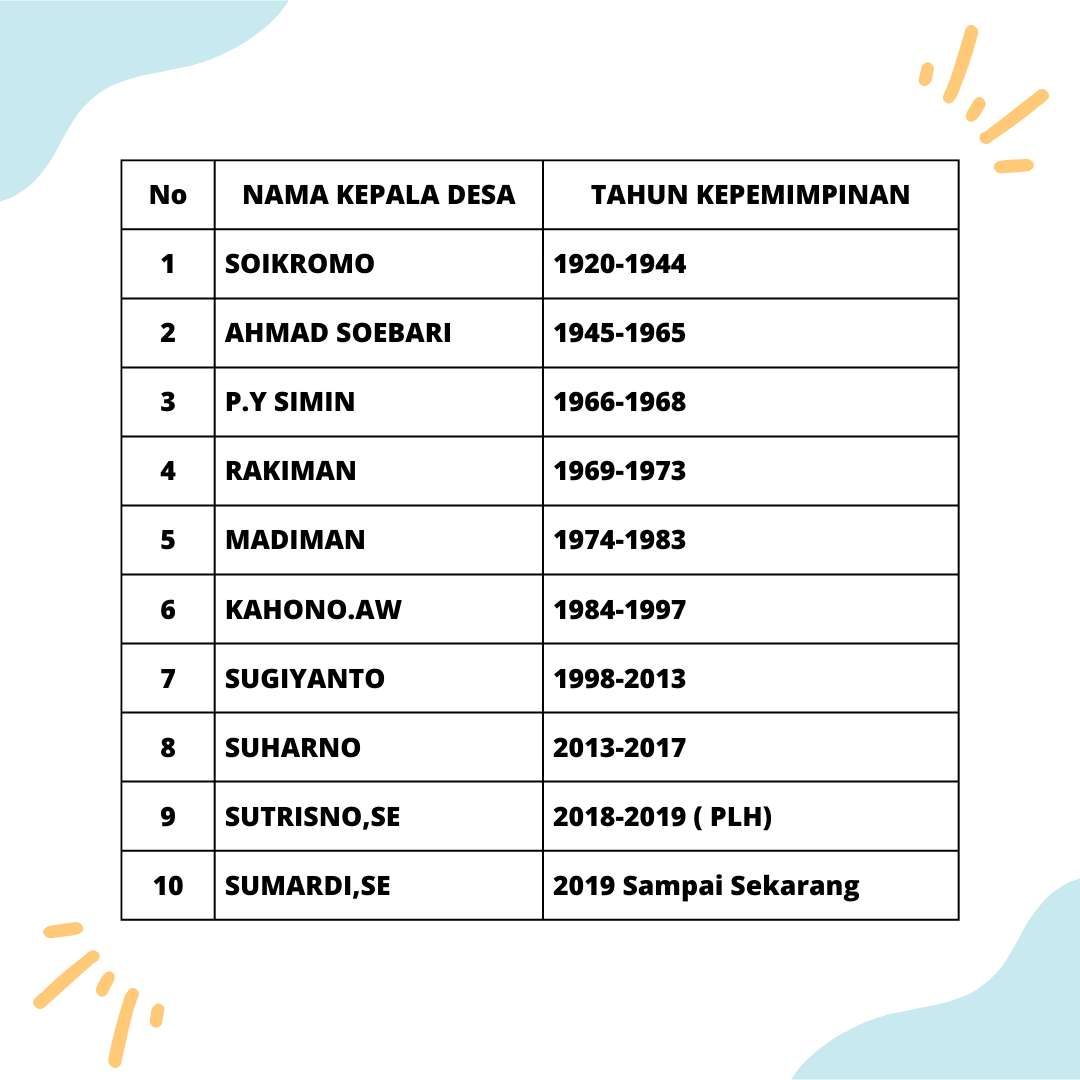 No NAMA KEPALA DESA TAHUN KEPEMIMPINAN
1 SOIKROMO 1920-1944
2 AHMAD SOEBARI 1945-1965
3 P.Y SIMIN 1966-1968
4 RAKIMAN 1969-1973
5 MADIMAN 1974-1983
6 KAHONO.AW 1984-1997
7 SUGIYANTO 1998-2013
8 SUHARNO 2013-2017
9 SUTRISNO,SE 2018-2019 ( PLH)
10 SUMARDI,SE 2019 Sampai Sekarang